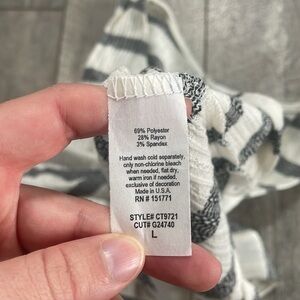 69% Polyester
28% Rayon
3% Spandex
Hand wash cold separately,
only non-chlorine bleach
when needed, flat dry,
warm iron if needed,
exclusive of decoration
Made in U.S.A.
RN # 151771
STYLE# CT9721
CUT# G24740
L